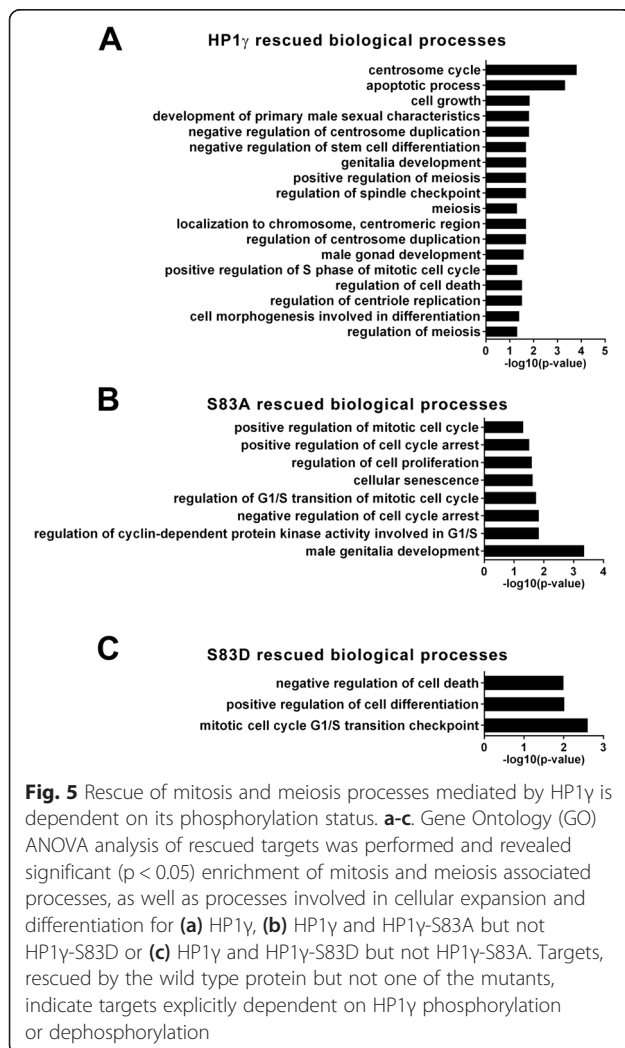 A
HP1γ rescued biological processes
centrosome cycle
apoptotic process
cell growth
development of primary male sexual characteristics
negative regulation of centrosome duplication
negative regulation of stem cell differentiation
genitalia development
positive regulation of meiosis
regulation of spindle checkpoint
meiosis
localization to chromosome, centromeric region
regulation of centrosome duplication
male gonad development
positive regulation of S phase of mitotic cell cycle
regulation of cell death
regulation of centriole replication
cell morphogenesis involved in differentiation
regulation of meiosis
0 1 2 3 4 5
-log10(p-value)
B
S83A rescued biological processes
positive regulation of mitotic cell cycle
positive regulation of cell cycle arrest
regulation of cell proliferation
cellular senescence
regulation of G1/S transition of mitotic cell cycle
negative regulation of cell cycle arrest
regulation of cyclin-dependent protein kinase activity involved in G1/S
male genitalia development
0 1 2 3 4
-log10(p-value)
C
S83D rescued biological processes
negative regulation of cell death
positive regulation of cell differentiation
mitotic cell cycle G1/S transition checkpoint
0 1 2 3
-log10(p-value)
Fig. 5 Rescue of mitosis and meiosis processes mediated by HP1γ is
dependent on its phosphorylation status. a-c. Gene Ontology (GO)
ANOVA analysis of rescued targets was performed and revealed
significant (p < 0.05) enrichment of mitosis and meiosis associated
processes, as well as processes involved in cellular expansion and
differentiation for (a) HP1γ, (b) HP1γ and HP1γ-S83A but not
HP1γ-S83D or (c) HP1γ and HP1γ-S83D but not HP1γ-S83A. Targets,
rescued by the wild type protein but not one of the mutants,
indicate targets explicitly dependent on HP1γ phosphorylation
or dephosphorylation